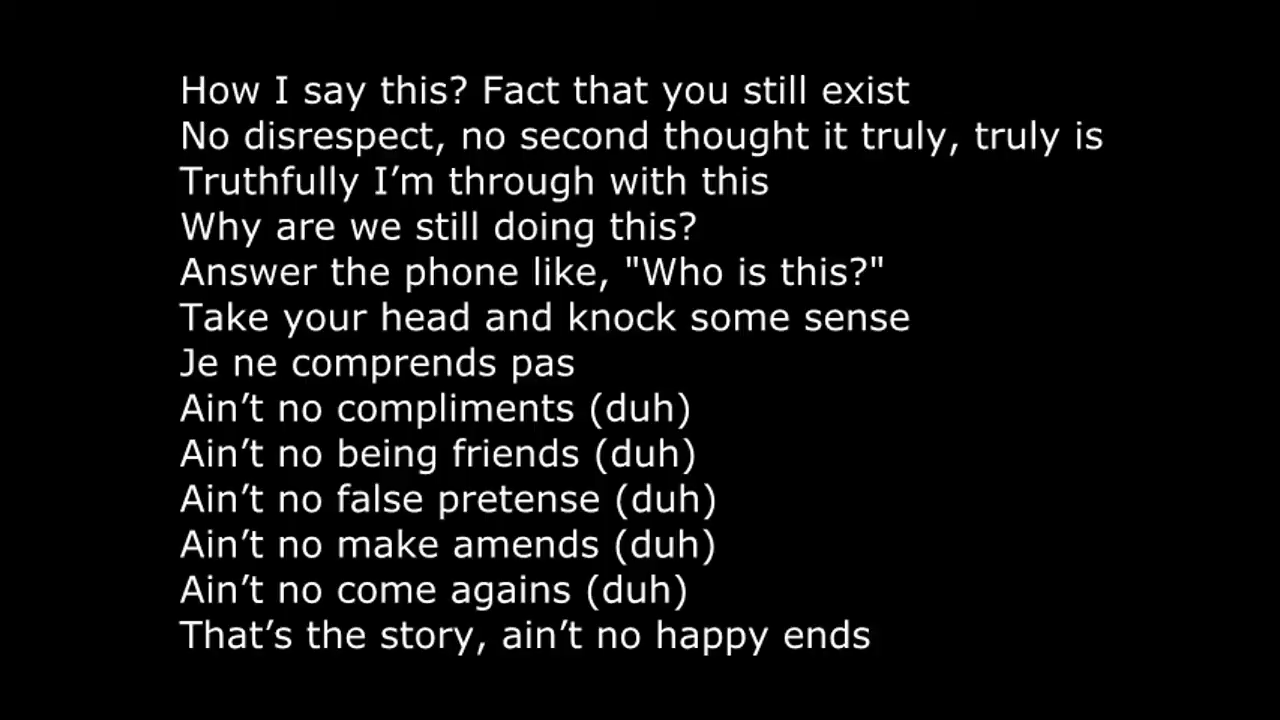 How I say this? Fact that you still exist
No disrespect, no second thought it truly, truly is
Truthfully I’m through with this
Why are we still doing this?
Answer the phone like, "Who is this?"
Take your head and knock some sense
Je ne comprends pas
Ain’t no compliments (duh)
Ain’t no being friends (duh)
Ain’t no false pretense (duh)
Ain’t no make amends (duh)
Ain’t no come agains (duh)
That’s the story, ain’t no happy ends